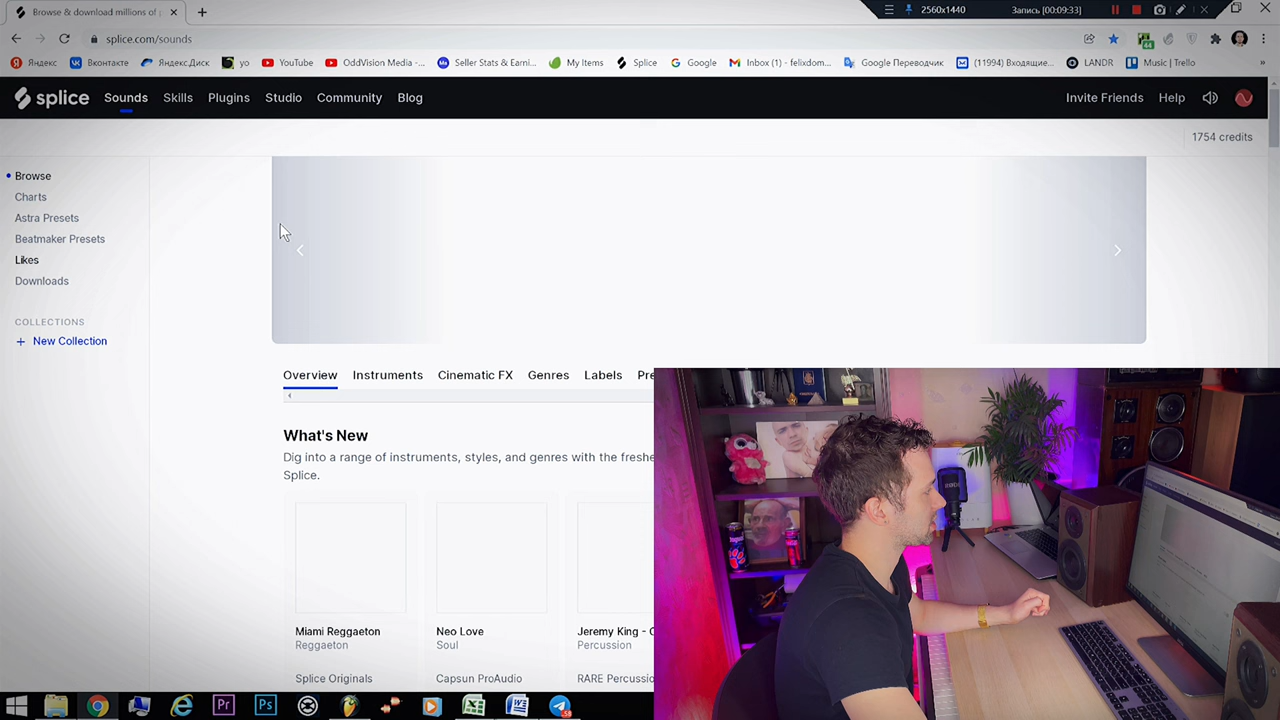 Browse & download millions of p
2560x1440
Запись [00:09:33]
splice.com/sounds
Яндекс
Вконтакте
Яндекс.Диск
yo
YouTube
OddVision Media -...
Seller Stats & Earni...
My Items
Splice
Google
Inbox (1) - felixdom...
Google Переводчик
(11994) Входящие,...
LANDR
Music | Trello
»
splice
Sounds
Skills
Plugins
Studio
Community
Blog
Invite Friends
Help
1754 credits
Browse
Charts
Astra Presets
Beatmaker Presets
Likes
Downloads
COLLECTIONS
+ New Collection
Overview
Instruments
Cinematic FX
Genres
Labels
Pre
What's New
Dig into a range of instruments, styles, and genres with the freshe
Splice.
Miami Reggaeton
Reggaeton
Splice Originals
Neo Love
Soul
Capsun ProAudio
Jeremy King - C
Percussion
RARE Percussio
Pr
Ps